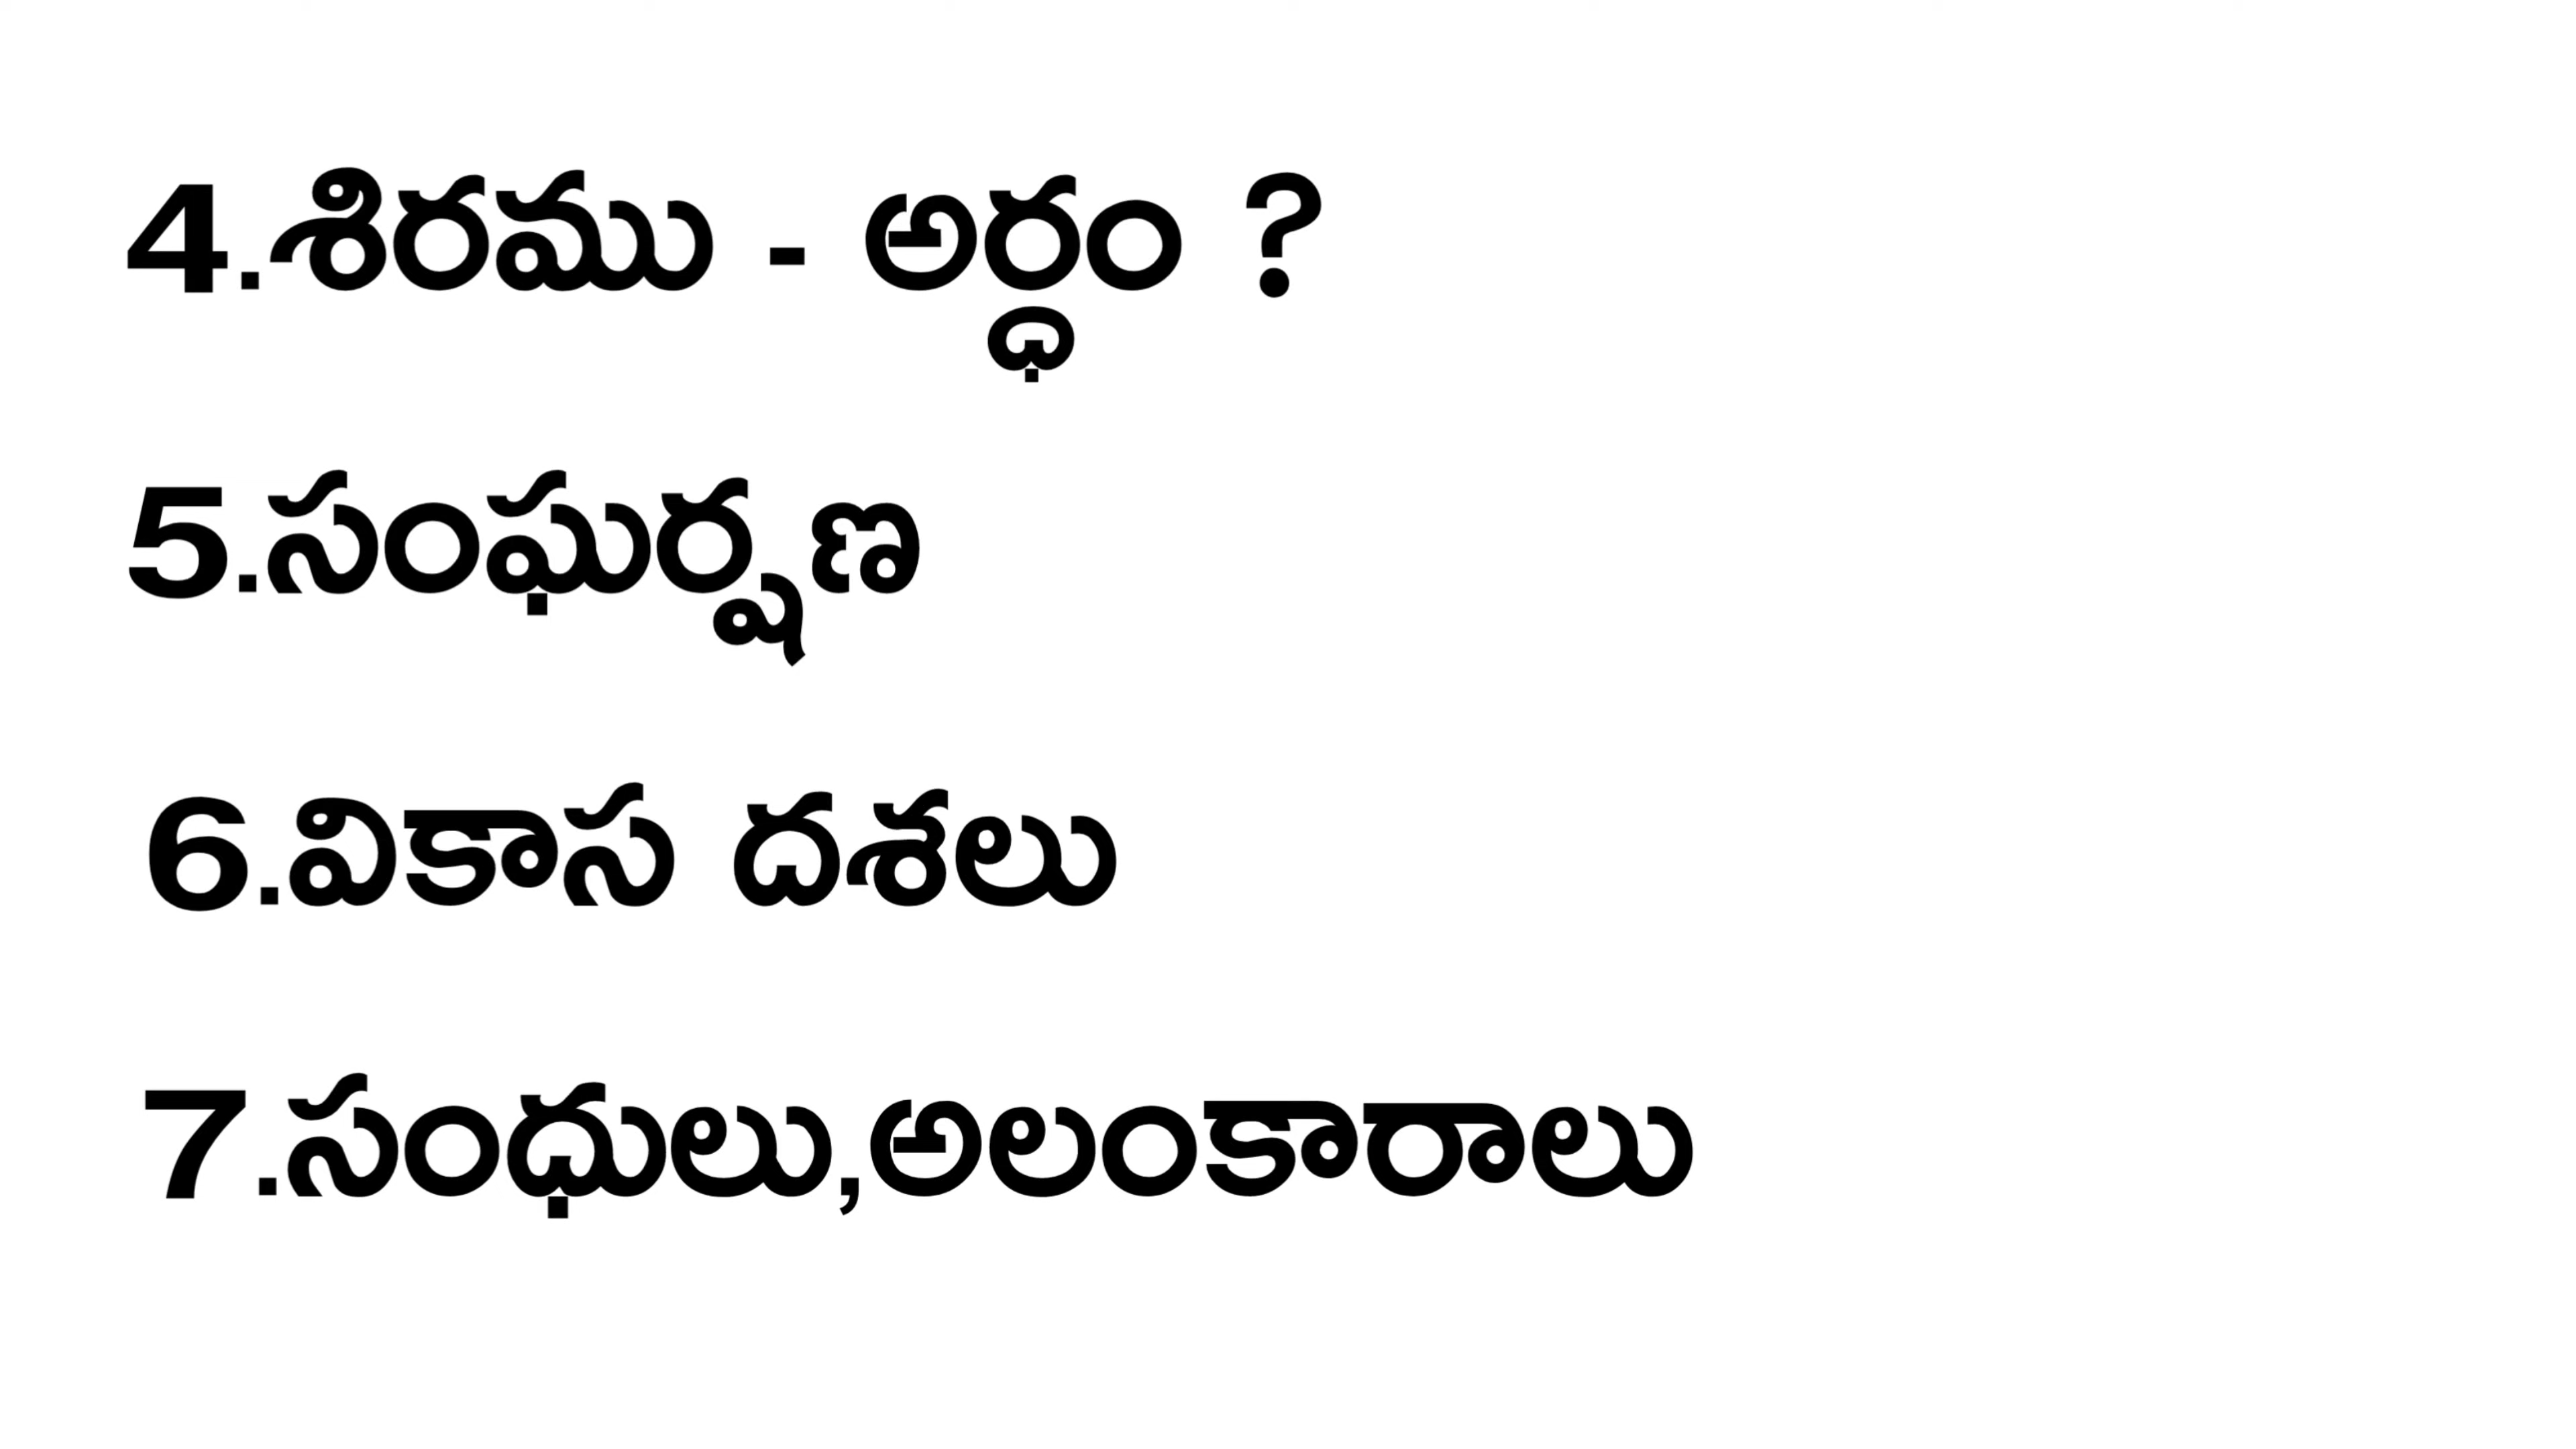 4.శిరము - అర్ధం ?
5.సంఘర్షణ
6.వికాస దశలు
7.సంధులు,అలంకారాలు